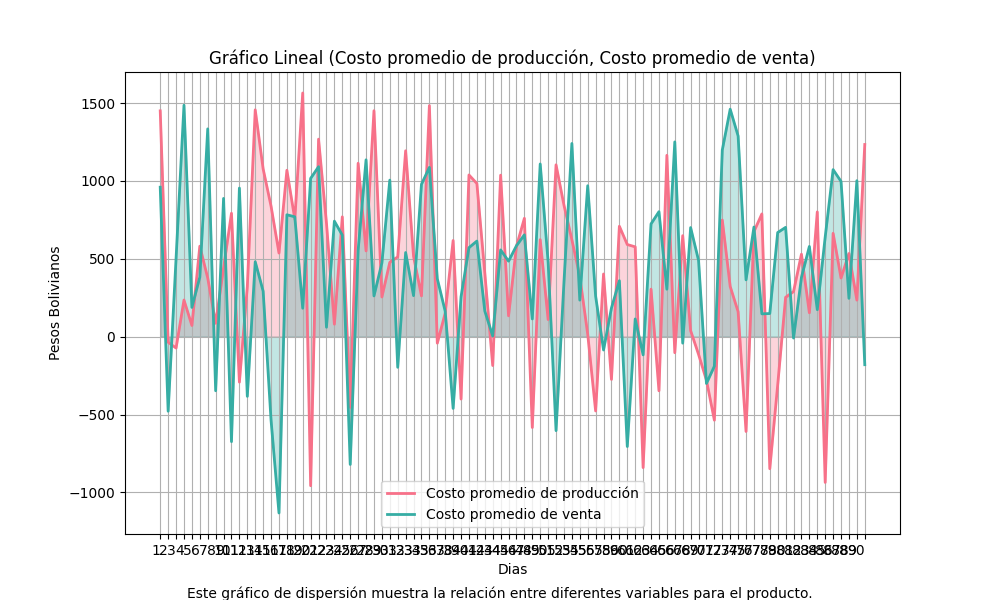 Gráfico Lineal (Costo promedio de producción, Costo promedio de venta)
Pesos Bolivianos
1500
1000
500
0
−500
−1000
Costo promedio de producción
Costo promedio de venta
Dias
Este gráfico de dispersión muestra la relación entre diferentes variables para el producto.